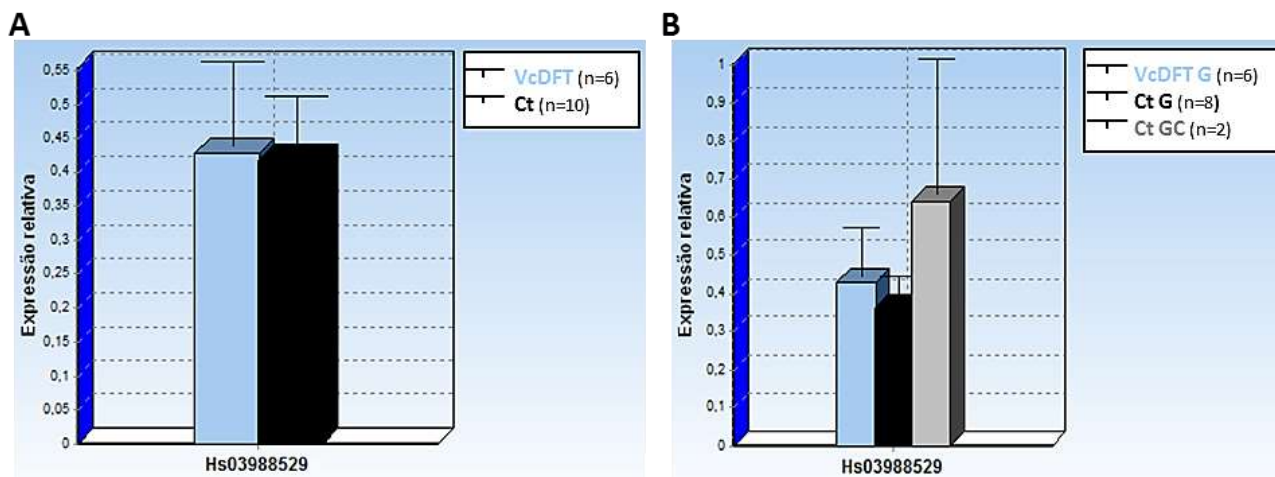 A
0,55
0,5
0,45
0,4
0,35
0,3
0,25
0,2
0,15
0,1
0,05
0
Expressão relativa
Hs03988529
VcDFT (n=6)
Ct (n=10)
B
1
0,9
0,8
0,7
0,6
0,5
0,4
0,3
0,2
0,1
0
Expressão relativa
Hs03988529
VcDFT G (n=6)
Ct G (n=8)
Ct GC (n=2)